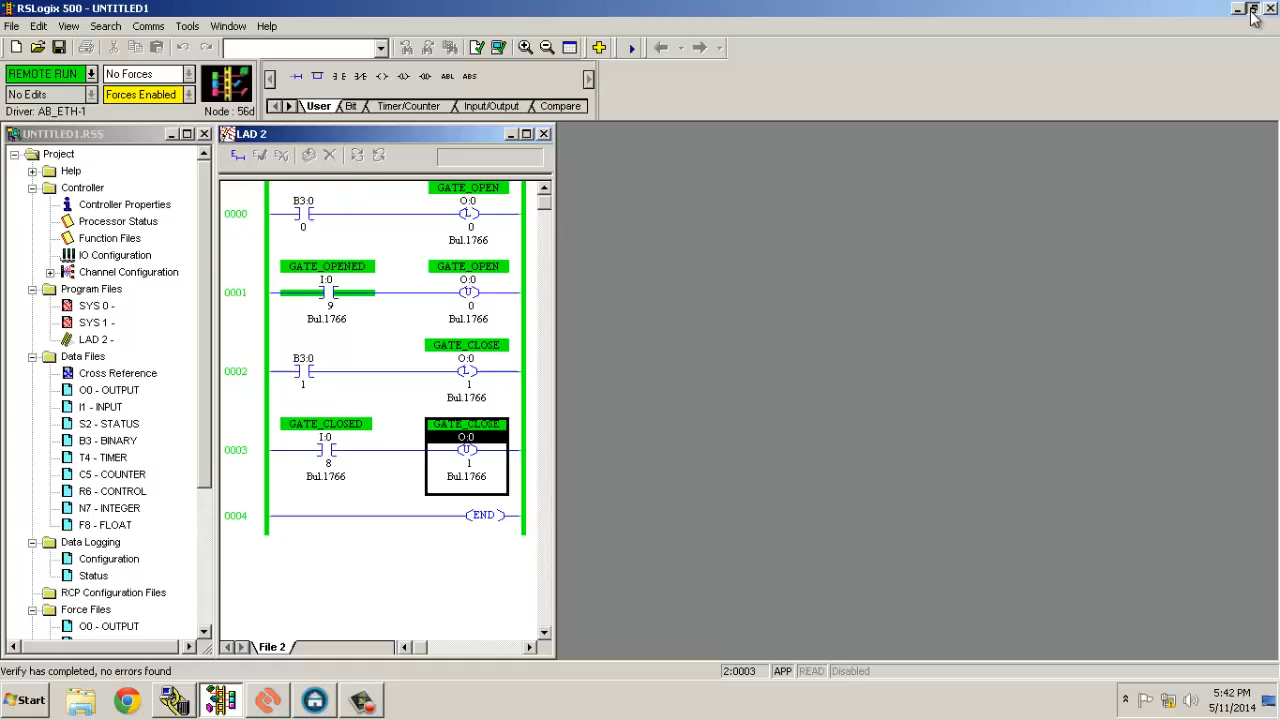 RSLogix 500 - UNTITLED1
File Edit View Search Comms Tools Window Help
REMOTE RUN No Forces
No Edits Forces Enabled
Driver: AB_ETH-1 Node : 56d
ABL ABS
User Bit Timer/Counter Input/Output Compare
UNTITLED1.RSS
Project
Help
Controller
Controller Properties
Processor Status
Function Files
IO Configuration
Channel Configuration
Program Files
SYS 0 -
SYS 1 -
LAD 2 -
Data Files
Cross Reference
O0 - OUTPUT
I1 - INPUT
S2 - STATUS
B3 - BINARY
T4 - TIMER
C5 - COUNTER
R6 - CONTROL
N7 - INTEGER
F8 - FLOAT
Data Logging
Configuration
Status
RCP Configuration Files
Force Files
O0 - OUTPUT
LAD 2
GATE_OPEN
B3:0 O:0
0000 L
0 0
Bul.1766
GATE_OPENED GATE_OPEN
I:0 O:0
0001 U
9 0
Bul.1766 Bul.1766
GATE_CLOSE
B3:0 O:0
0002 L
1 1
Bul.1766
GATE_CLOSED GATE_CLOSE
I:0 O:0
0003 U
8 1
Bul.1766 Bul.1766
0004 END
File 2
Verify has completed, no errors found 2:0003 APP READ Disabled
Start 5:42 PM
5/11/2014